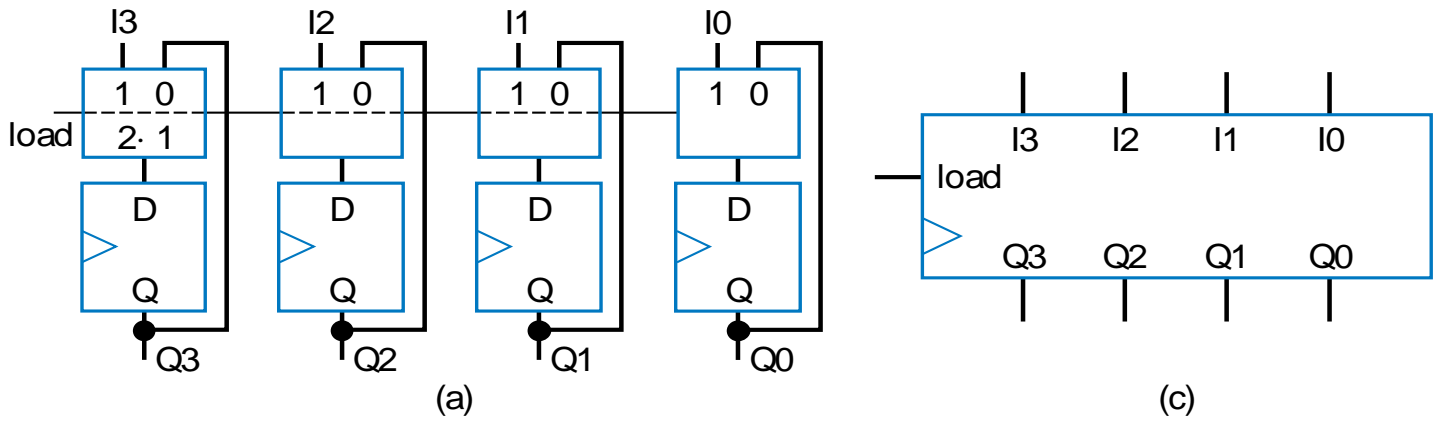 I3 I2 I1 I0
1 0 1 0 1 0 1 0
load 2· 1
D D D D
Q Q Q Q
Q3 Q2 Q1 Q0
(a)
I3 I2 I1 I0
load
Q3 Q2 Q1 Q0
(c)